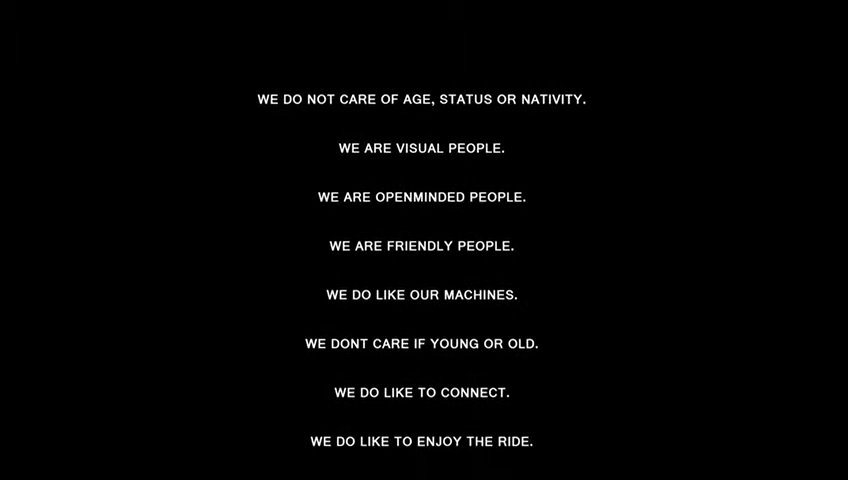 WE DO NOT CARE OF AGE, STATUS OR NATIVITY.
WE ARE VISUAL PEOPLE.
WE ARE OPENMINDED PEOPLE.
WE ARE FRIENDLY PEOPLE.
WE DO LIKE OUR MACHINES.
WE DONT CARE IF YOUNG OR OLD.
WE DO LIKE TO CONNECT.
WE DO LIKE TO ENJOY THE RIDE.